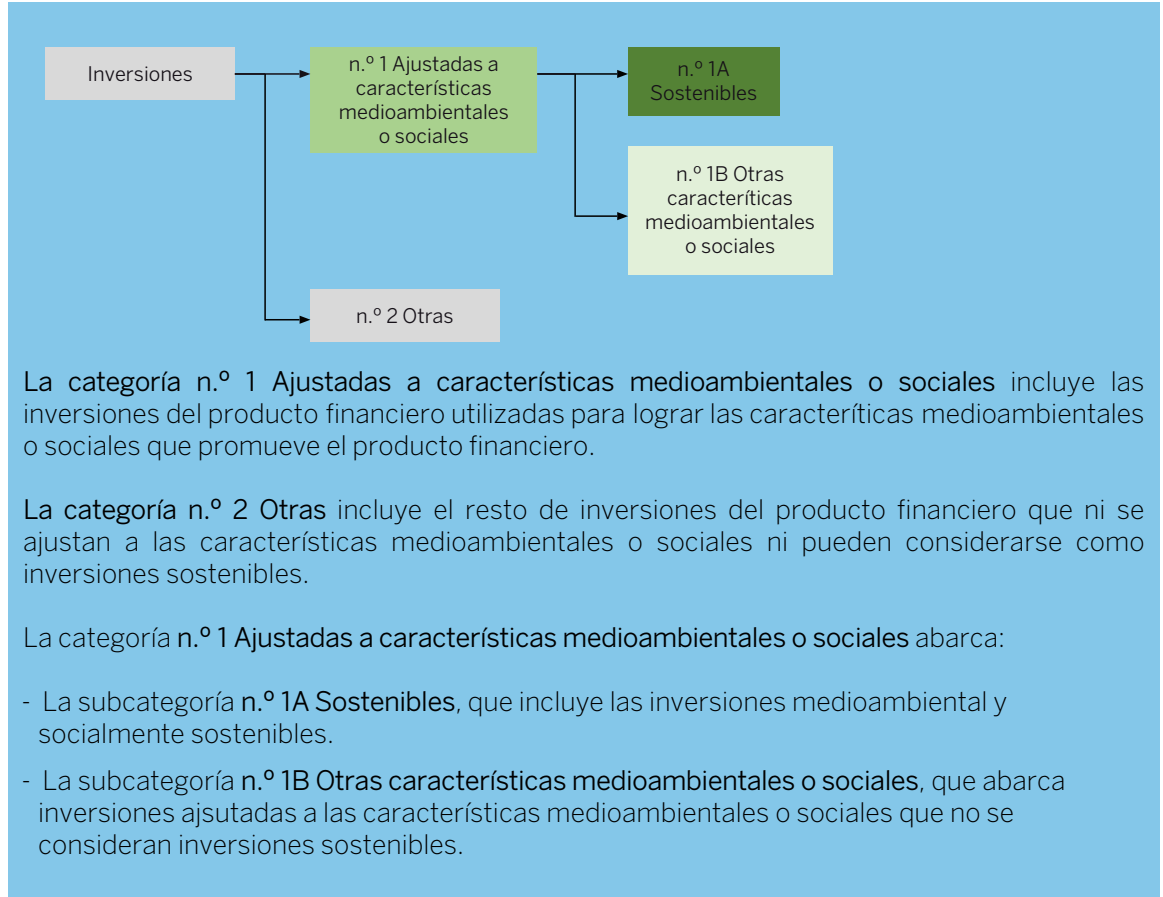 Inversiones
n.º 1 Ajustadas a
características
medioambientales
o sociales
n.º 1A
Sostenibles
n.º 1B Otras
caracteríticas
medioambientales
o sociales
n.º 2 Otras
La categoría n.º 1 Ajustadas a características medioambientales o sociales incluye las
inversiones del producto financiero utilizadas para lograr las caracteríticas medioambientales
o sociales que promueve el producto financiero.
La categoría n.º 2 Otras incluye el resto de inversiones del producto financiero que ni se
ajustan a las características medioambientales o sociales ni pueden considerarse como
inversiones sostenibles.
La categoría n.º 1 Ajustadas a características medioambientales o sociales abarca:
- La subcategoría n.º 1A Sostenibles, que incluye las inversiones medioambiental y
socialmente sostenibles.
- La subcategoría n.º 1B Otras características medioambientales o sociales, que abarca
inversiones ajsutadas a las características medioambientales o sociales que no se
consideran inversiones sostenibles.